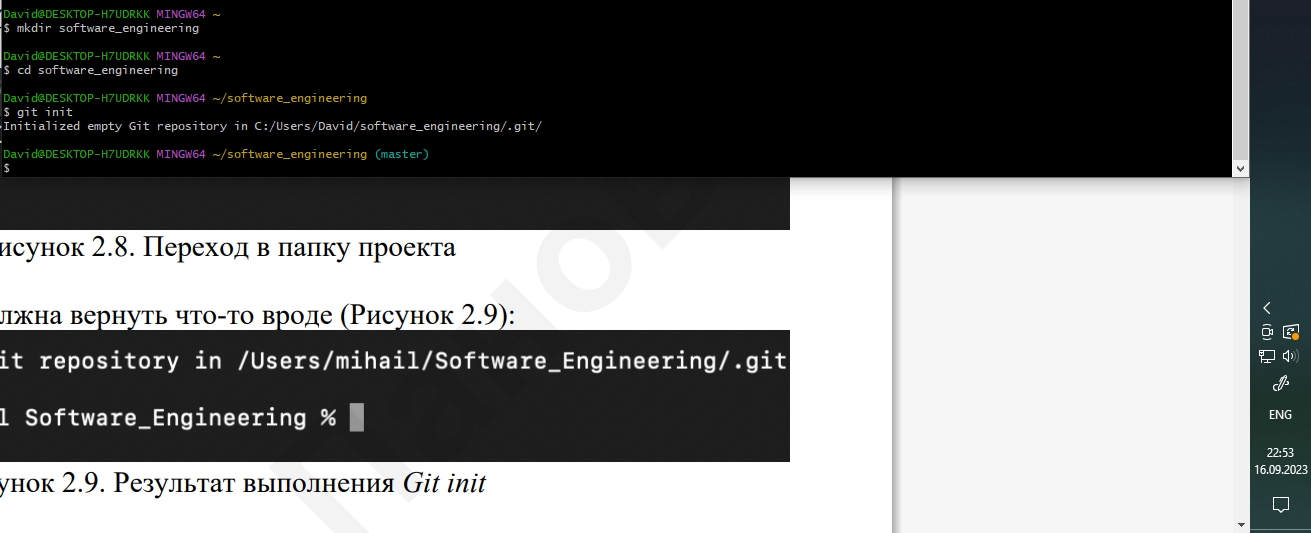 David@DESKTOP-H7UDRKK MINGW64 ~
$ mkdir software_engineering
David@DESKTOP-H7UDRKK MINGW64 ~
$ cd software_engineering
David@DESKTOP-H7UDRKK MINGW64 ~/software_engineering
$ git init
Initialized empty Git repository in C:/Users/David/software_engineering/.git/
David@DESKTOP-H7UDRKK MINGW64 ~/software_engineering (master)
$
исунок 2.8. Переход в папку проекта
лжна вернуть что-то вроде (Рисунок 2.9):
it repository in /Users/mihail/Software_Engineering/.git
l Software_Engineering %
унок 2.9. Результат выполнения Git init
Панов
ENG
22:53
16.09.2023